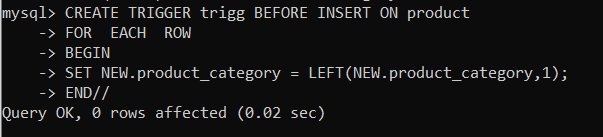 mysql> CREATE TRIGGER trigg BEFORE INSERT ON product
    -> FOR  EACH  ROW
    -> BEGIN
    -> SET NEW.product_category = LEFT(NEW.product_category,1);
    -> END//
Query OK, 0 rows affected (0.02 sec)